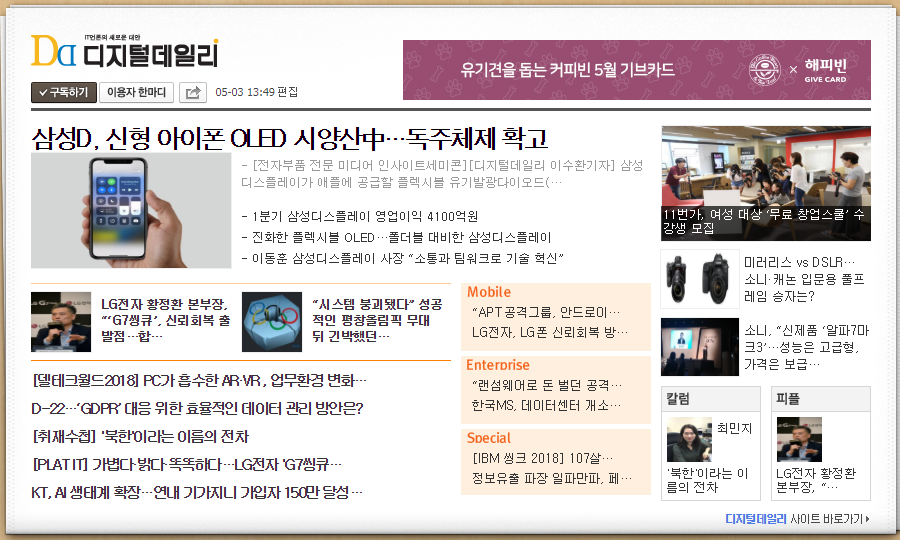 IT언론의 새로운 대안
디지털데일리
구독하기 이용자 한마디 05-03 13:49 편집
유기견을 돕는 커피빈 5월 기브카드
× 해피빈
GIVE CARD
삼성D, 신형 아이폰 OLED 시양산中…독주체제 확고
- [전자부품 전문 미디어 인사이트세미콘][디지털데일리 이수환기자] 삼성
디스플레이가 애플에 공급할 플렉시블 유기발광다이오드(…
- 1분기 삼성디스플레이 영업이익 4100억원
- 진화한 플렉시블 OLED…폴더블 대비한 삼성디스플레이
- 이동훈 삼성디스플레이 사장 “소통과 팀워크로 기술 혁신”
LG전자 황정환 본부장,
“‘G7씽큐’, 신뢰회복 출
발점…합…
“시스템 붕괴됐다” 성공
적인 평창올림픽 무대
뒤 긴박했던…
[델테크월드2018] PC가 흡수한 AR·VR , 업무환경 변화…
D-22…‘GDPR’ 대응 위한 효율적인 데이터 관리 방안은?
[취재수첩] '북한'이라는 이름의 전차
[PLAT IT] 가볍다·밝다·똑똑하다…LG전자 'G7씽큐…
KT, AI 생태계 확장…연내 기가지니 가입자 150만 달성 …
Mobile
“APT 공격그룹, 안드로이…
LG전자, LG폰 신뢰회복 방…
Enterprise
“랜섬웨어로 돈 벌던 공격…
한국MS, 데이터센터 개소…
Special
[IBM 씽크 2018] 107살…
정보유출 파장 일파만파, 페…
11번가, 여성 대상 ‘무료 창업스쿨’ 수
강생 모집
미러리스 vs DSLR…
소니·캐논 입문용 풀프
레임 승자는?
소니, “신제품 ‘알파7마
크3’…성능은 고급형,
가격은 보급…
칼럼
최민지
'북한'이라는 이
름의 전차
피플
LG전자 황정환
본부장, “…
디지털데일리 사이트 바로가기